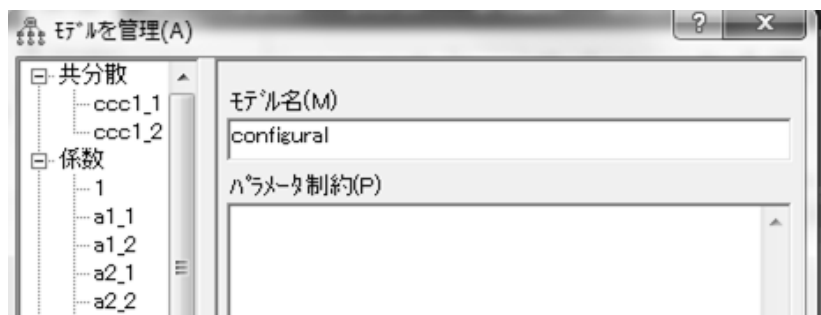 モデルを管理(A)
共分散
ccc1_1
ccc1_2
係数
1
a1_1
a1_2
a2_1
a2_2
モデル名(M)
configural
パラメータ制約(P)